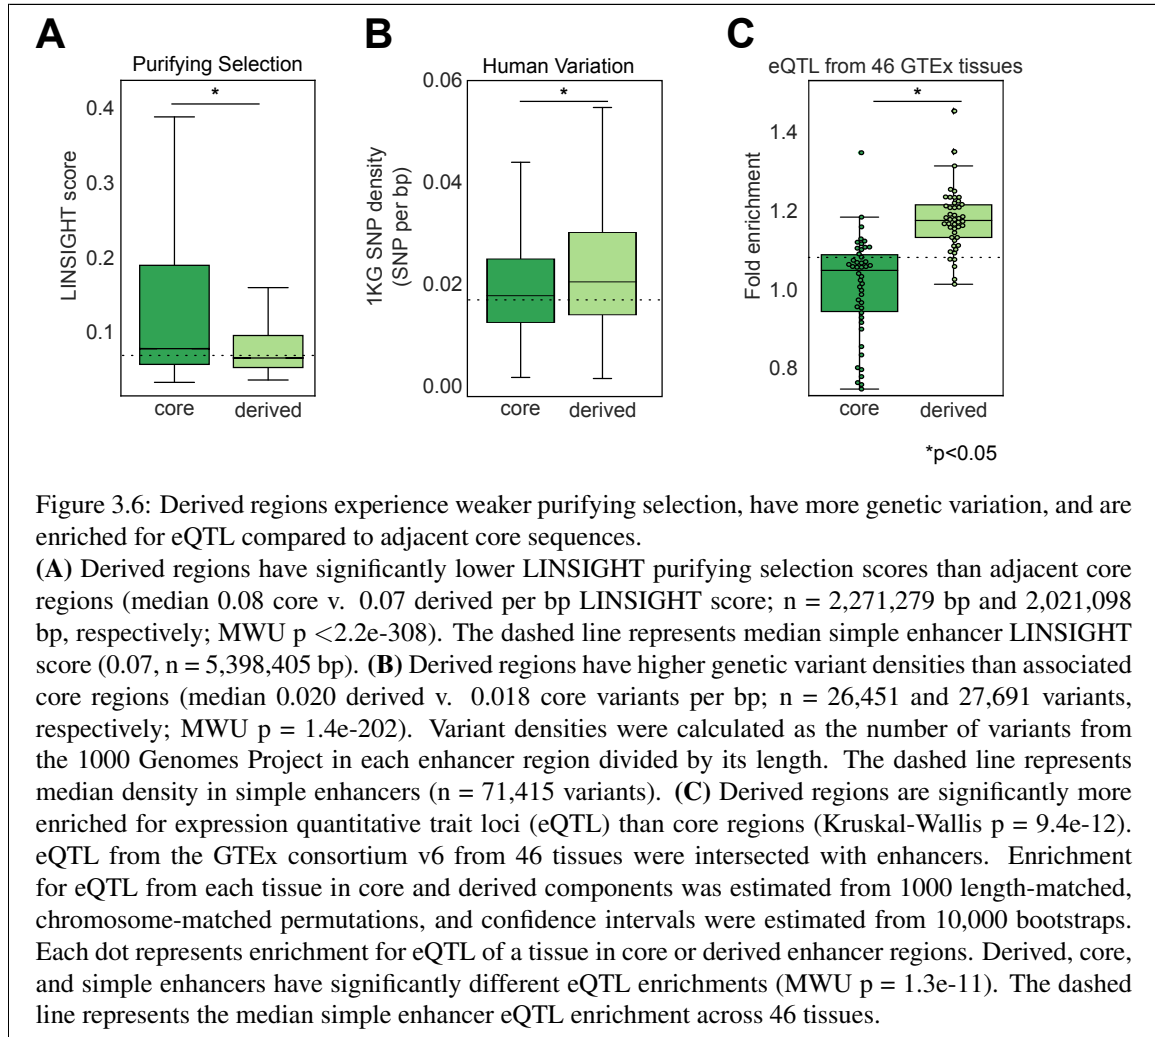 A
B
C
Purifying Selection
Human Variation
eQTL from 46 GTEx tissues
*
*
*
LINSIGHT score
0.4
0.3
0.2
0.1
core
derived
1KG SNP density
(SNP per bp)
0.06
0.04
0.02
0.00
core
derived
Fold enrichment
1.4
1.2
1.0
0.8
core
derived
*p<0.05
Figure 3.6: Derived regions experience weaker purifying selection, have more genetic variation, and are
enriched for eQTL compared to adjacent core sequences.
(A) Derived regions have significantly lower LINSIGHT purifying selection scores than adjacent core
regions (median 0.08 core v. 0.07 derived per bp LINSIGHT score; n = 2,271,279 bp and 2,021,098
bp, respectively; MWU p <2.2e-308). The dashed line represents median simple enhancer LINSIGHT
score (0.07, n = 5,398,405 bp). (B) Derived regions have higher genetic variant densities than associated
core regions (median 0.020 derived v. 0.018 core variants per bp; n = 26,451 and 27,691 variants,
respectively; MWU p = 1.4e-202). Variant densities were calculated as the number of variants from
the 1000 Genomes Project in each enhancer region divided by its length. The dashed line represents
median density in simple enhancers (n = 71,415 variants). (C) Derived regions are significantly more
enriched for expression quantitative trait loci (eQTL) than core regions (Kruskal-Wallis p = 9.4e-12).
eQTL from the GTEx consortium v6 from 46 tissues were intersected with enhancers. Enrichment
for eQTL from each tissue in core and derived components was estimated from 1000 length-matched,
chromosome-matched permutations, and confidence intervals were estimated from 10,000 bootstraps.
Each dot represents enrichment for eQTL of a tissue in core or derived enhancer regions. Derived, core,
and simple enhancers have significantly different eQTL enrichments (MWU p = 1.3e-11). The dashed
line represents the median simple enhancer eQTL enrichment across 46 tissues.